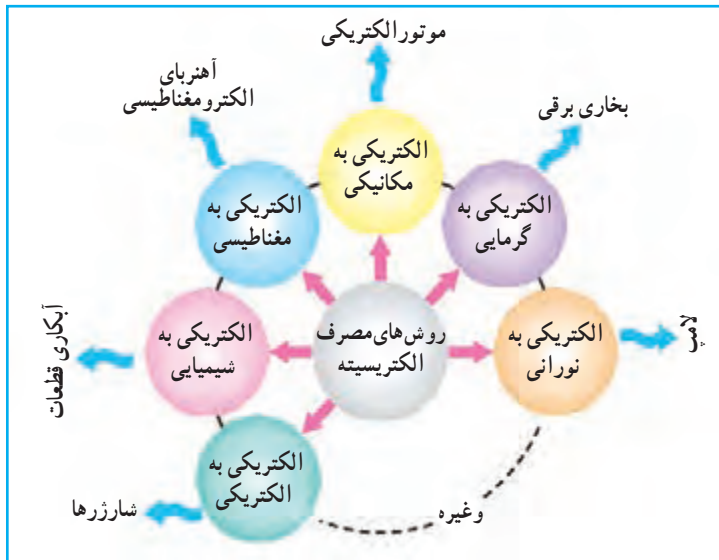 موتور الکتریکی
آهنربای
الکترومغناطیسی
بخاری برقی
الکتریکی به
مکانیکی
الکتریکی به
مغناطیسی
الکتریکی به
گرمایی
الکتریکی به
شیمیایی
روش‌های مصرف
الکتریسیته
الکتریکی به
نورانی
لامپ
آبکاری قطعات
الکتریکی به
الکتریکی
شارژرها
وغیره